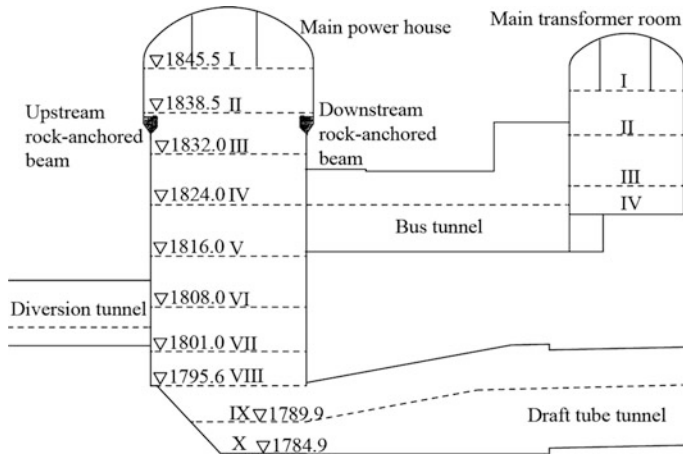 Main transformer room
Main power house
1845.5 I
I
1838.5 II
Upstream
rock-anchored
beam
Downstream
rock-anchored
beam
II
1832.0 III
III
1824.0 IV
IV
Bus tunnel
1816.0 V
Diversion tunnel
1808.0 VI
1801.0 VII
1795.6 VIII
IX 1789.9
Draft tube tunnel
X 1784.9